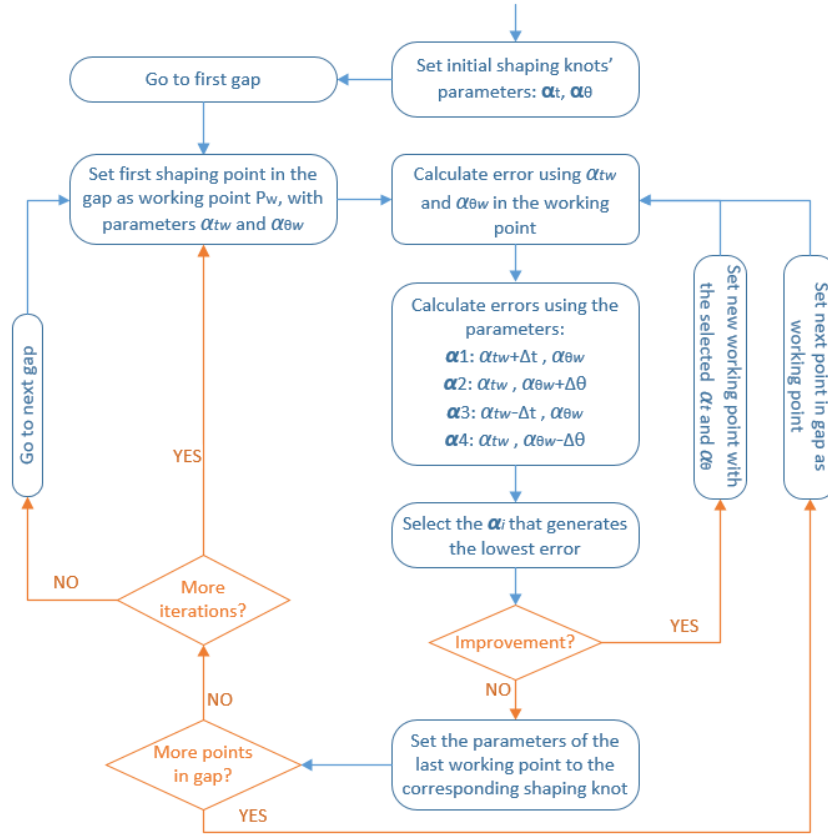 Set initial shaping knots'
parameters: αt, αθ
Go to first gap
Set first shaping point in the
gap as working point Pw, with
parameters αtw and αθw
Calculate error using αtw
and αθw in the working
point
Calculate errors using the
parameters:
α1: αtw+Δt , αθw
α2: αtw , αθw+Δθ
α3: αtw-Δt , αθw
α4: αtw , αθw-Δθ
Set new working point with
the selected αt and αθ
Set next point in gap as
working point
Go to next gap
YES
Select the αi that generates
the lowest error
NO
More
iterations?
Improvement?
YES
NO
NO
More points
in gap?
Set the parameters of the
last working point to the
corresponding shaping knot
YES